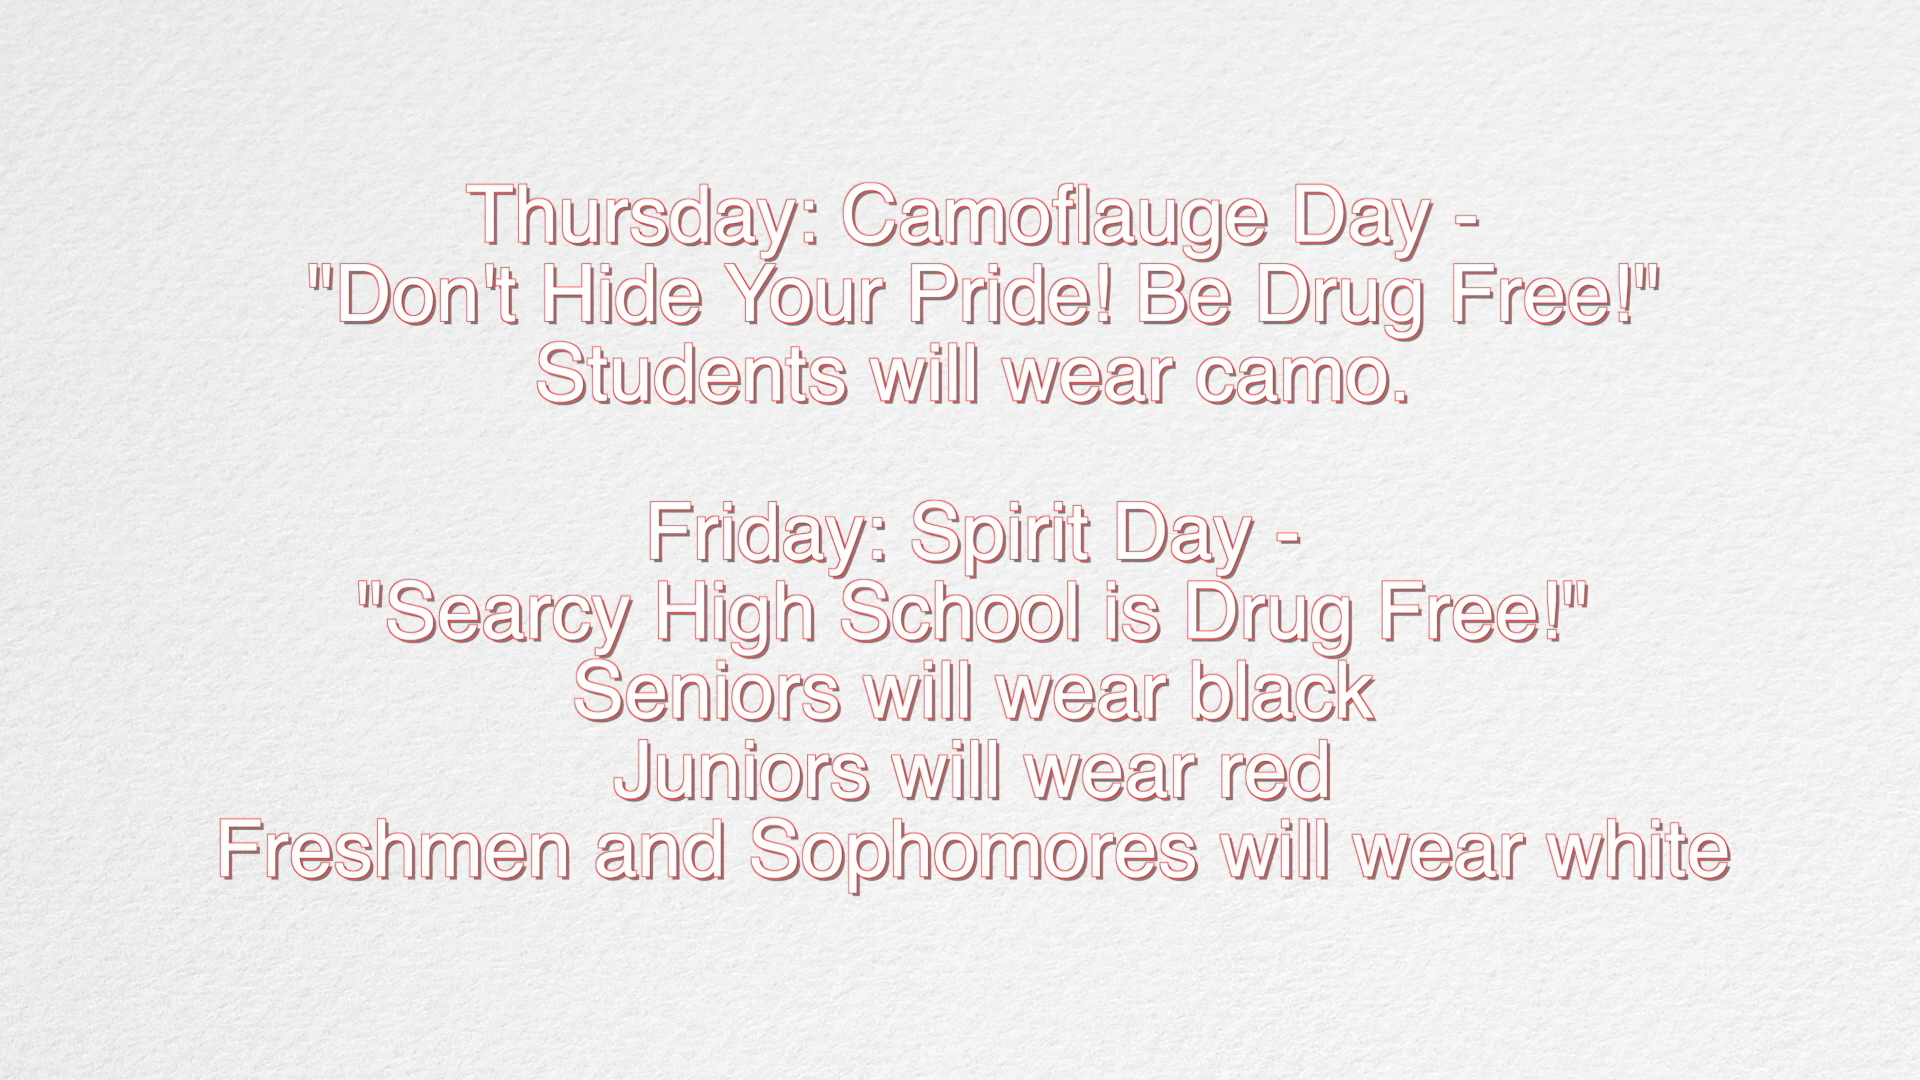 Thursday: Camoflauge Day -
"Don't Hide Your Pride! Be Drug Free!"
Students will wear camo.
Friday: Spirit Day -
"Searcy High School is Drug Free!"
Seniors will wear black
Juniors will wear red
Freshmen and Sophomores will wear white